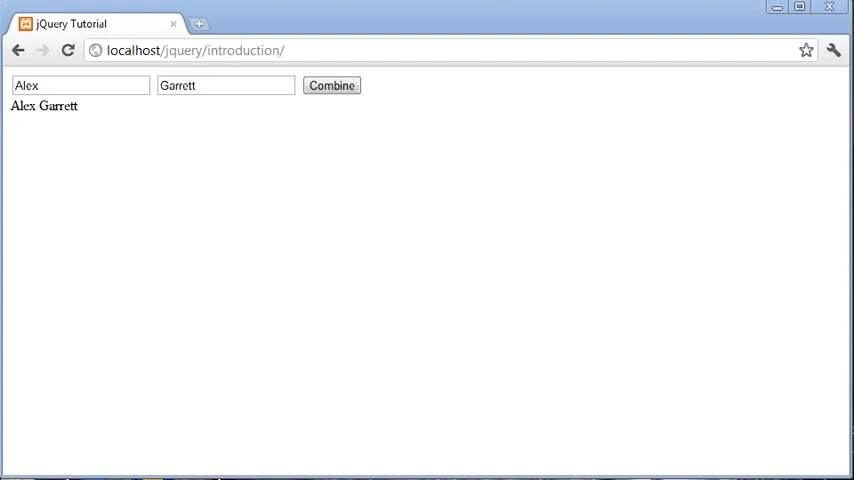 jQuery Tutorial
localhost/jquery/introduction/
Alex Garrett Combine
Alex Garrett